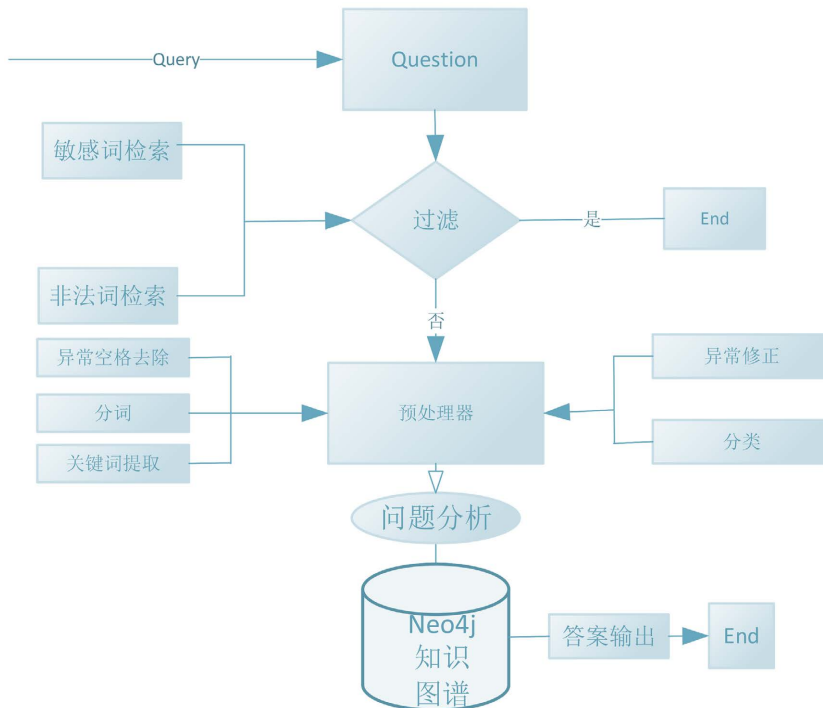 Query
Question
敏感词检索
过滤
是
End
非法词检索
否
异常空格去除
异常修正
分词
预处理器
分类
关键词提取
问题分析
Neo4j
知识
图谱
答案输出
End